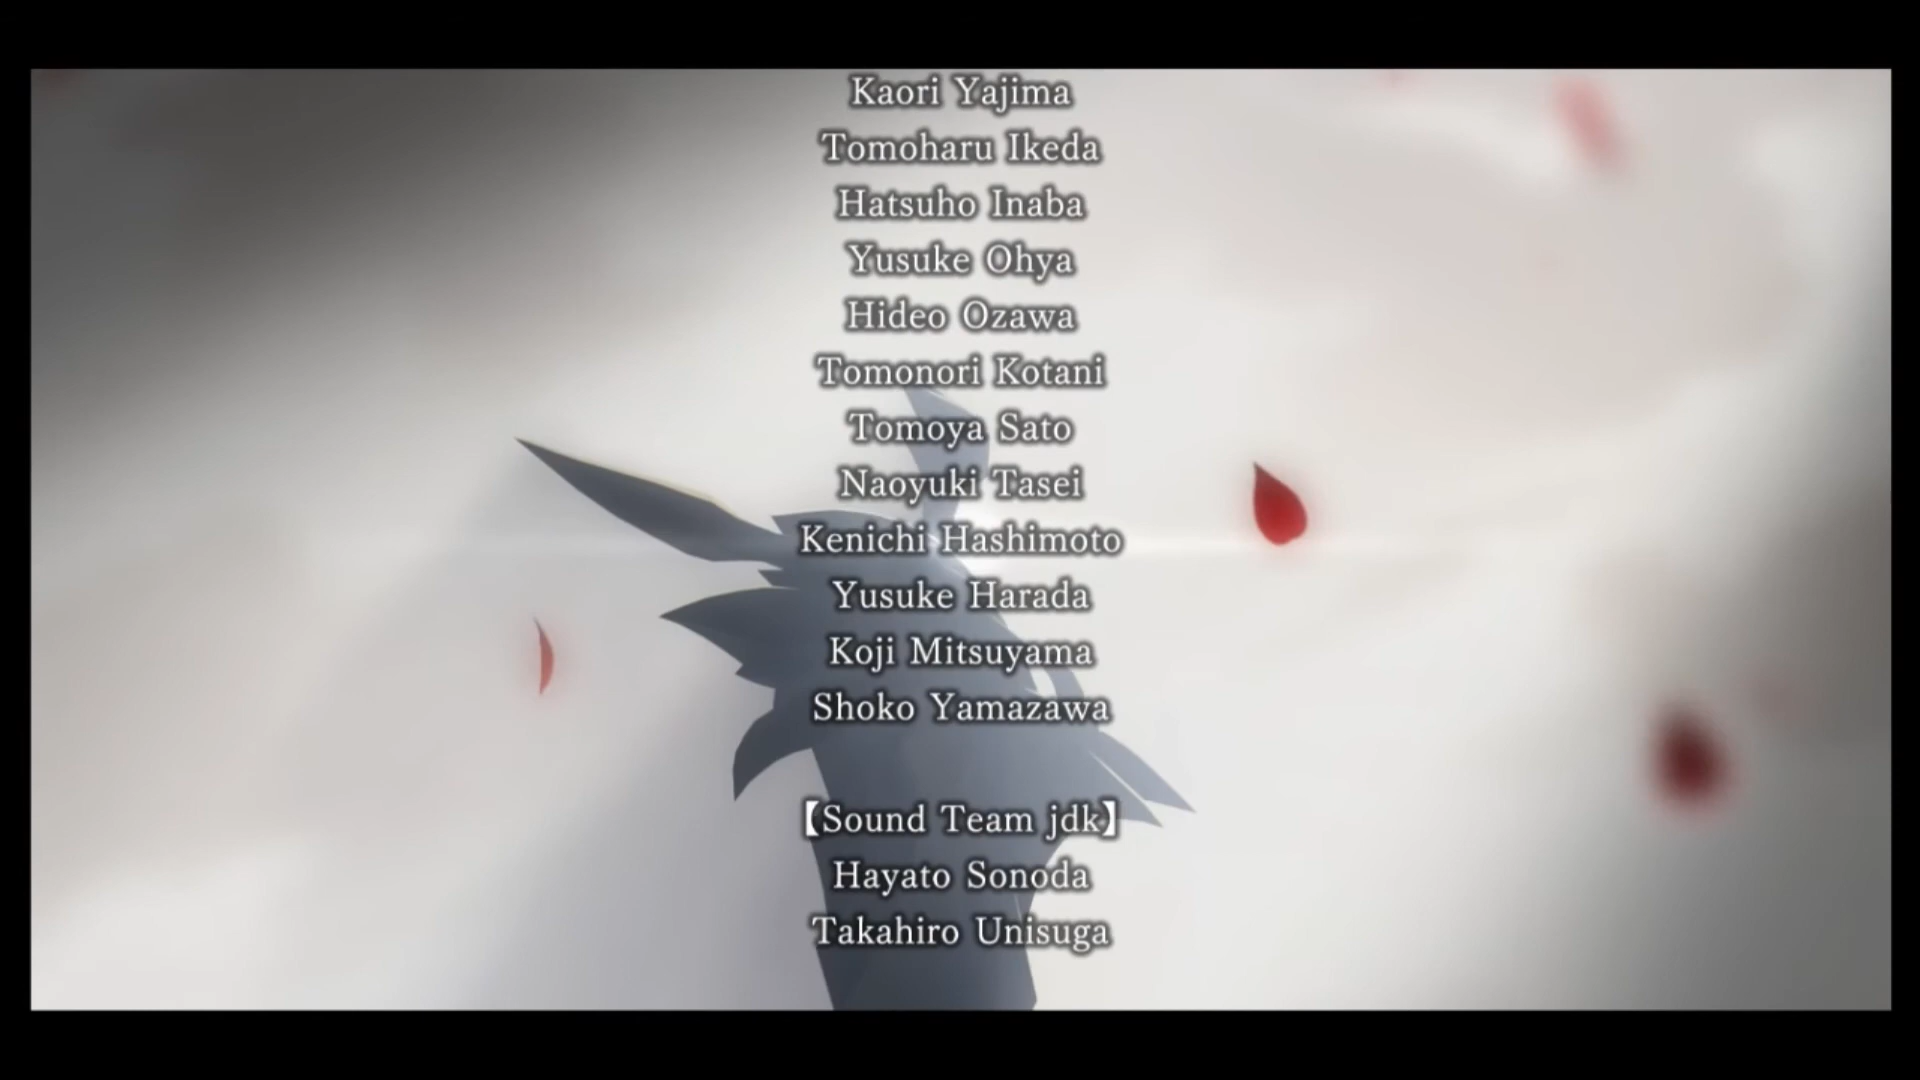 Kaori Yajima
Tomoharu Ikeda
Hatsuho Inaba
Yusuke Ohya
Hideo Ozawa
Tomonori Kotani
Tomoya Sato
Naoyuki Tasei
Kenichi Hashimoto
Yusuke Harada
Koji Mitsuyama
Shoko Yamazawa
【Sound Team jdk】
Hayato Sonoda
Takahiro Unisuga